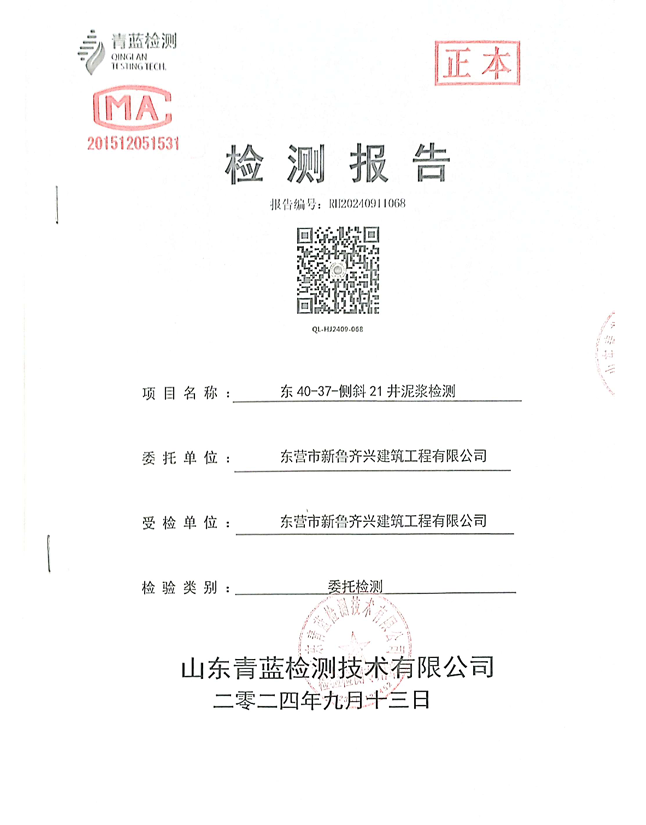 青蓝检测
QINGLAN
TESTING TECH.
正本
MA
201512051531
检测报告
报告编号：RH20240911068
QL-HJ2409-068
项目名称：东40-37-侧斜21井泥浆检测
委托单位：东营市新鲁齐兴建筑工程有限公司
受检单位：东营市新鲁齐兴建筑工程有限公司
检验类别：委托检测
山东青蓝检测技术有限公司
二零二四年九月十三日